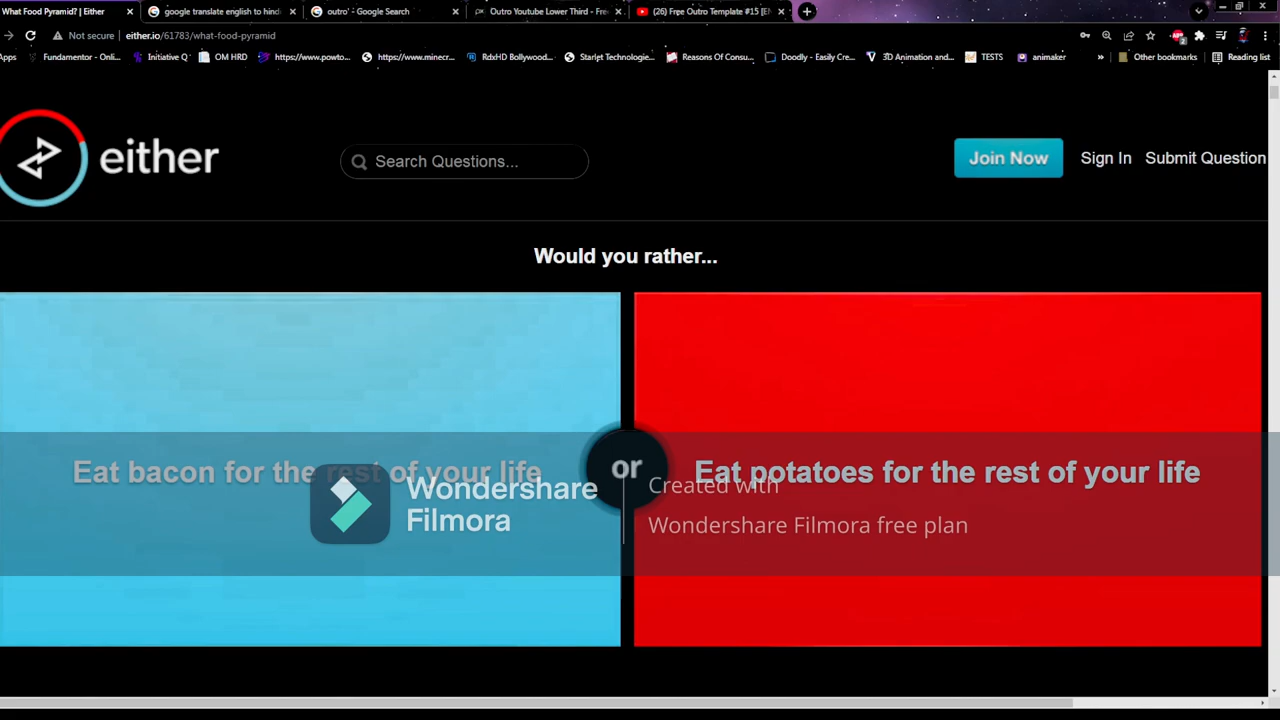 What Food Pyramid? | Either
google translate english to hindi
outro' - Google Search
Outro Youtube Lower Third - Fre
(26) Free Outro Template #15 [EN
Not secure
either.io/61783/what-food-pyramid
Apps
Fundamentor - Onli...
Initiative Q
OM HRD
https://www.powto...
https://www.minecr...
RdxHD Bollywood...
Starlet Technologie...
Reasons Of Consu...
Doodly - Easily Cre...
3D Animation and...
TESTS
animaker
»
Other bookmarks
Reading list
either
Search Questions...
Join Now
Sign In
Submit Question
Would you rather...
Eat bacon for the rest of your life
or
Eat potatoes for the rest of your life
Wondershare
Filmora
Created with
Wondershare Filmora free plan